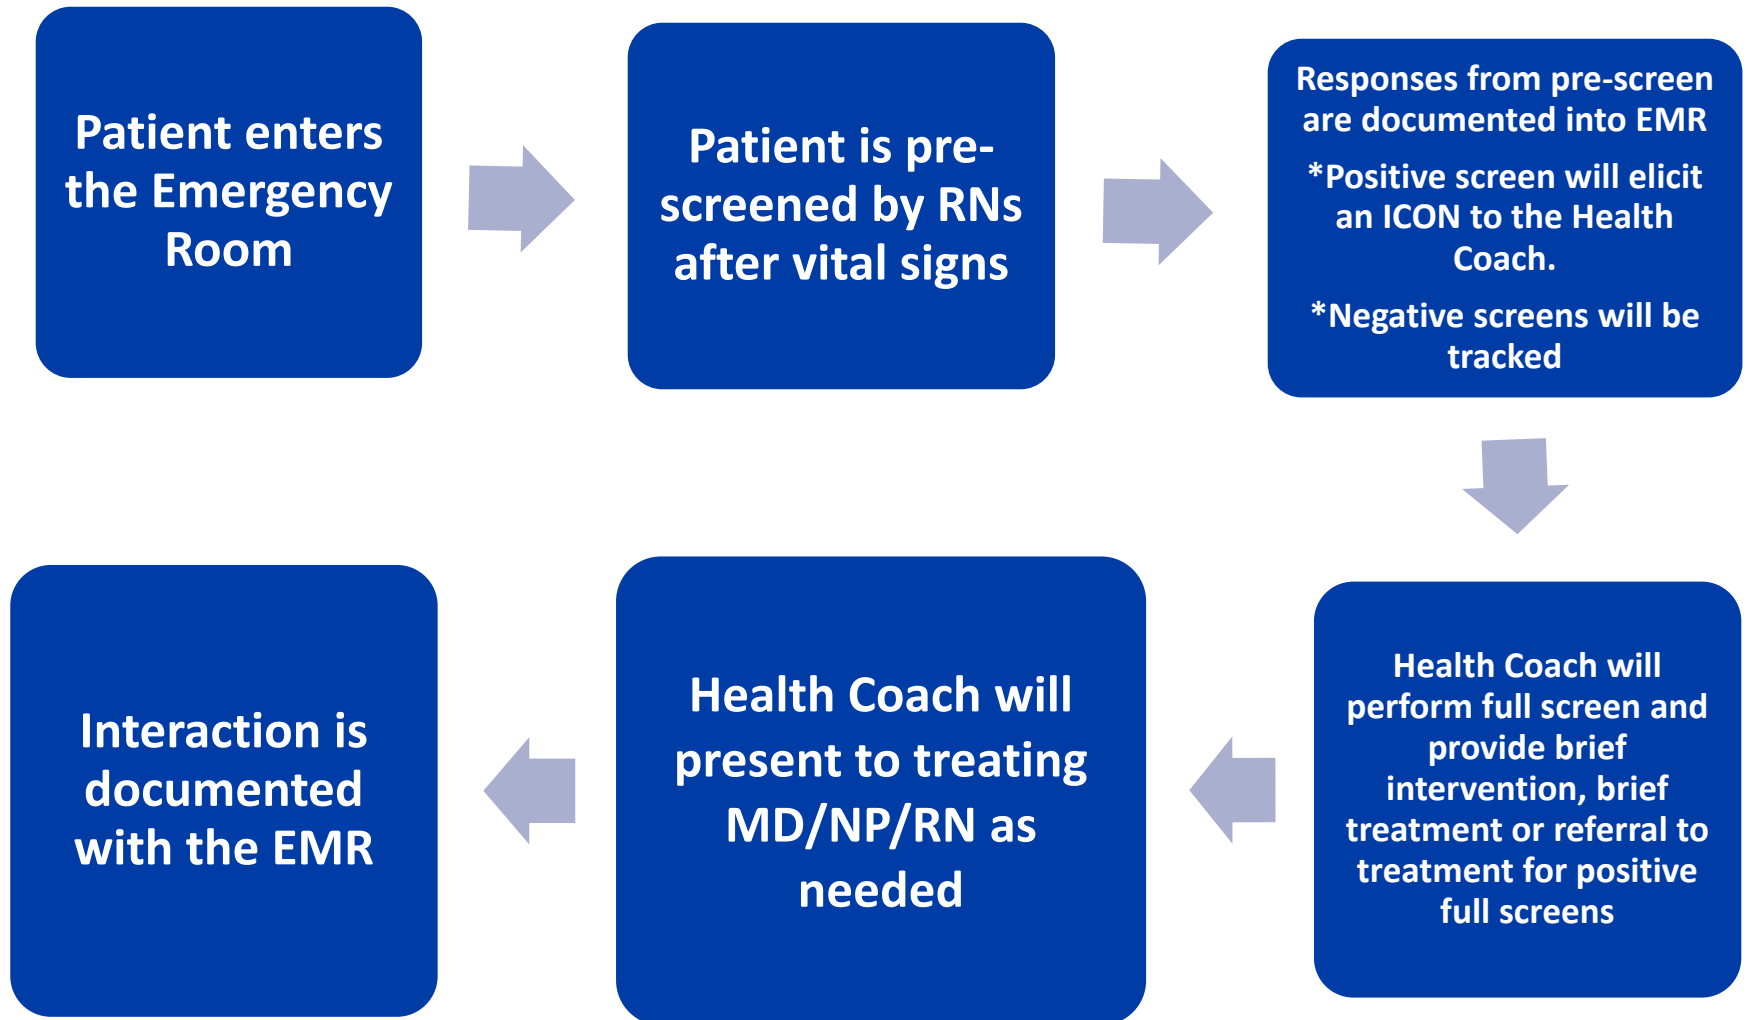 Patient enters
the Emergency
Room
Patient is pre-
screened by RNs
after vital signs
Responses from pre-screen
are documented into EMR
*Positive screen will elicit
an ICON to the Health
Coach.
*Negative screens will be
tracked
Health Coach will
perform full screen and
provide brief
intervention, brief
treatment or referral to
treatment for positive
full screens
Health Coach will
present to treating
MD/NP/RN as
needed
Interaction is
documented
with the EMR